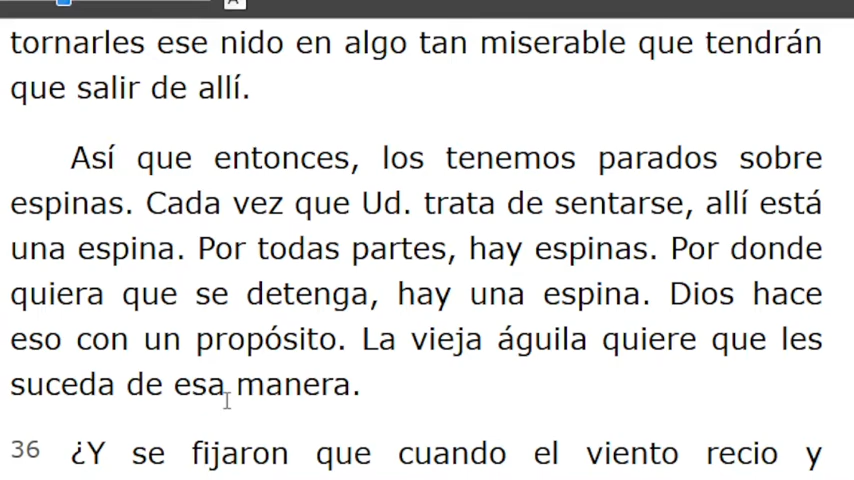 tornarles ese nido en algo tan miserable que tendrán
que salir de allí.
Así que entonces, los tenemos parados sobre
espinas. Cada vez que Ud. trata de sentarse, allí está
una espina. Por todas partes, hay espinas. Por donde
quiera que se detenga, hay una espina. Dios hace
eso con un propósito. La vieja águila quiere que les
suceda de esa manera.
36 ¿Y se fijaron que cuando el viento recio y